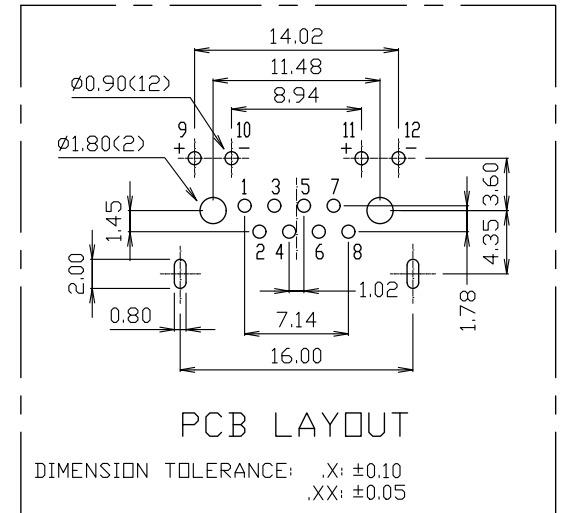 14.02
11.48
Ø0.90(12)
8.94
9 10 11 12
+ - + -
Ø1.80(2)
1 3 5 7
3.60
1.45
2 4 6 8
4.35
2.00
1.02
1.78
0.80
7.14
16.00
PCB LAYOUT
DIMENSION TOLERANCE: .X: ±0.10
.XX: ±0.05